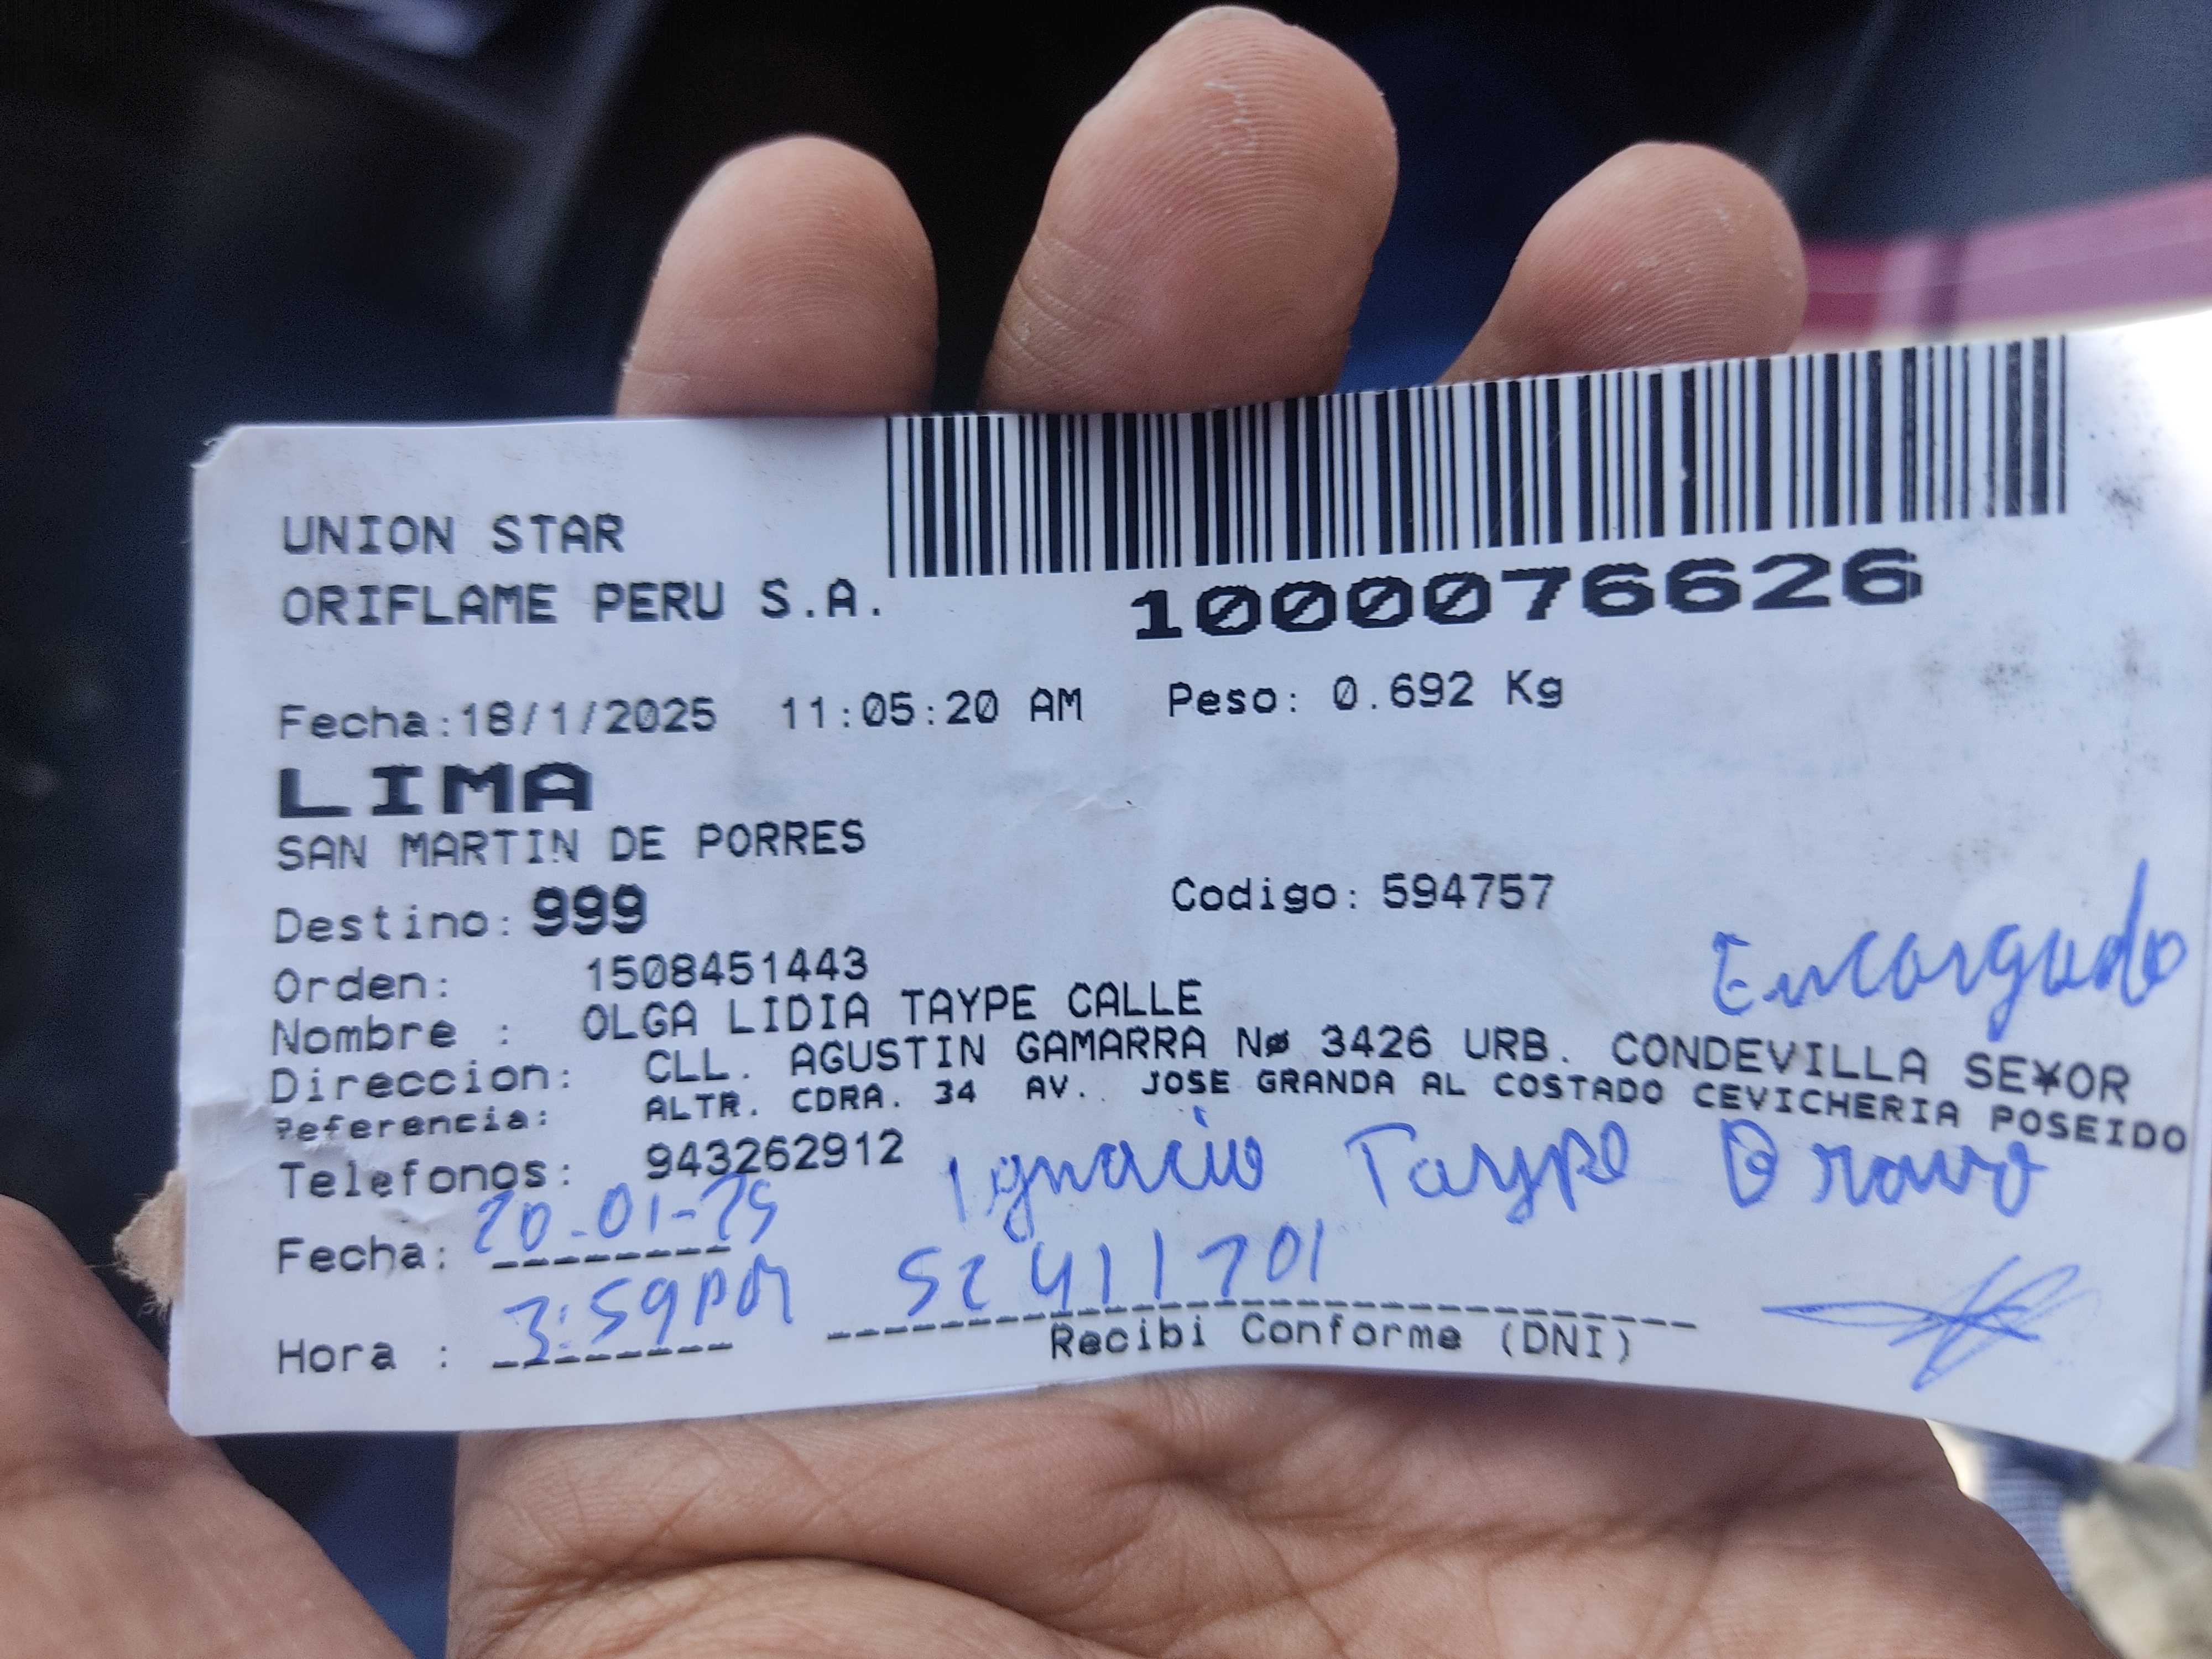 UNION STAR
ORIFLAME PERU S.A.
1000076626
Fecha:18/1/2025 11:05:20 AM Peso: 0.692 Kg
LIMA
SAN MARTIN DE PORRES
Destino: 999 Codigo: 594757
Encargado
Orden: 1508451443
Nombre : OLGA LIDIA TAYPE CALLE
Direccion: CLL. AGUSTIN GAMARRA Nø 3426 URB. CONDEVILLA SE¥OR
Referencia: ALTR. CDRA. 34 AV. JOSE GRANDA AL COSTADO CEVICHERIA POSEIDO
Telefonos: 943262912
Ignacio Taype Bravo
Fecha: 20-01-25
52411701
Hora : 3:59PM
Recibi Conforme (DNI)